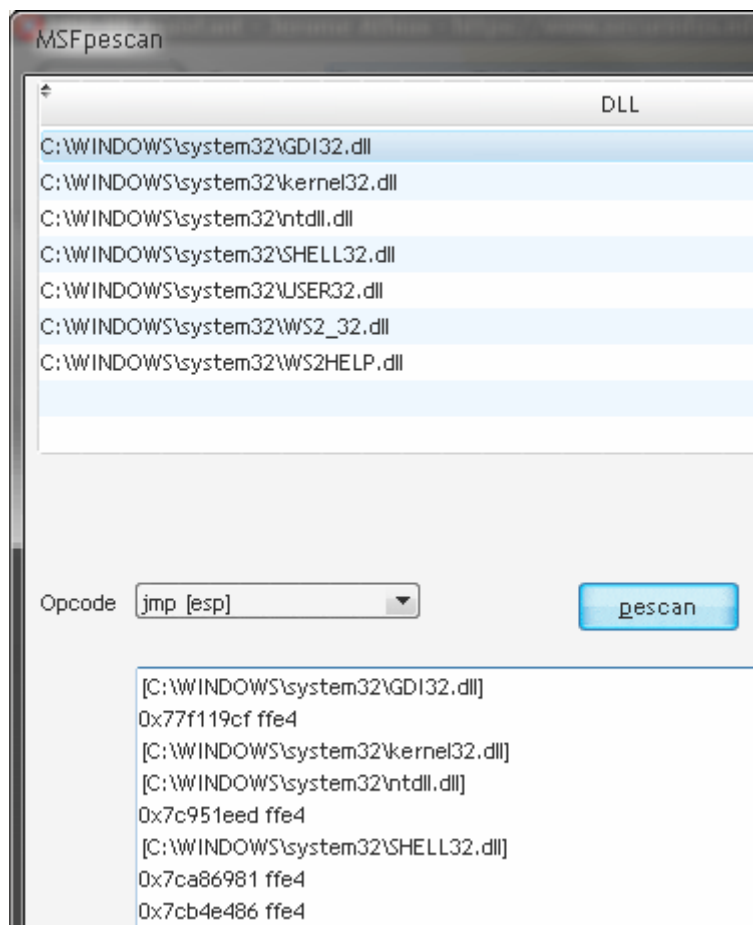 MSFpescan
DLL
C:\WINDOWS\system32\GDI32.dll
C:\WINDOWS\system32\kernel32.dll
C:\WINDOWS\system32\ntdll.dll
C:\WINDOWS\system32\SHELL32.dll
C:\WINDOWS\system32\USER32.dll
C:\WINDOWS\system32\WS2_32.dll
C:\WINDOWS\system32\WS2HELP.dll
Opcode jmp [esp] pescan
[C:\WINDOWS\system32\GDI32.dll]
0x77f119cf ffe4
[C:\WINDOWS\system32\kernel32.dll]
[C:\WINDOWS\system32\ntdll.dll]
0x7c951eed ffe4
[C:\WINDOWS\system32\SHELL32.dll]
0x7ca86981 ffe4
0x7cb4e486 ffe4